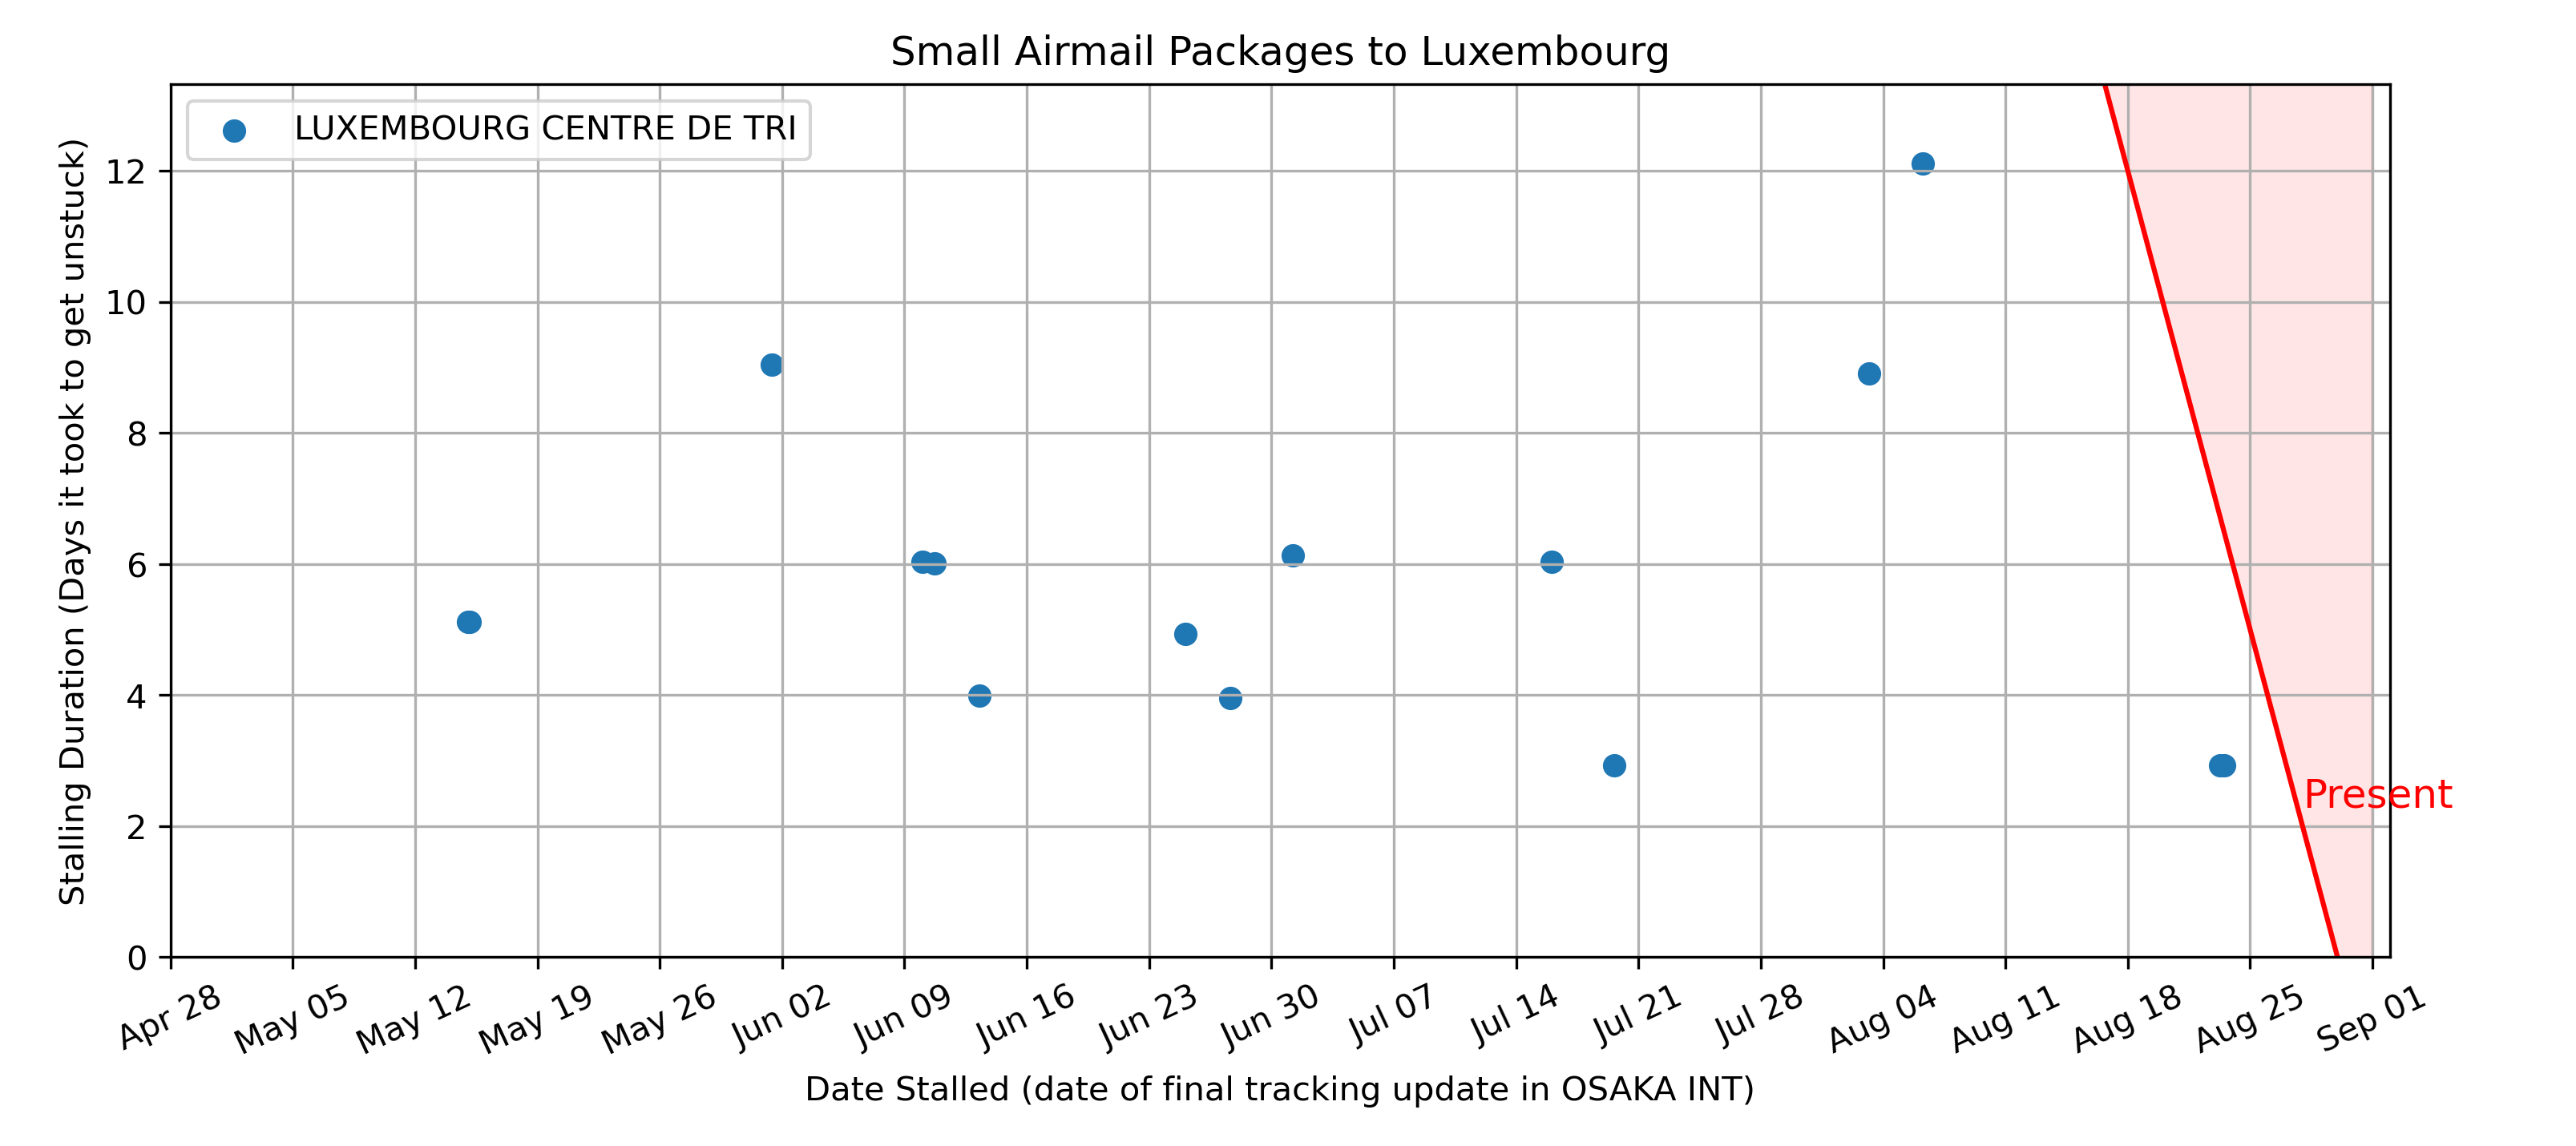 Small Airmail Packages to Luxembourg
LUXEMBOURG CENTRE DE TRI
Stalling Duration (Days it took to get unstuck)
12
10
8
6
4
2
0
Present
Apr 28
May 05
May 12
May 19
May 26
Jun 02
Jun 09
Jun 16
Jun 23
Jun 30
Jul 07
Jul 14
Jul 21
Jul 28
Aug 04
Aug 11
Aug 18
Aug 25
Sep 01
Date Stalled (date of final tracking update in OSAKA INT)